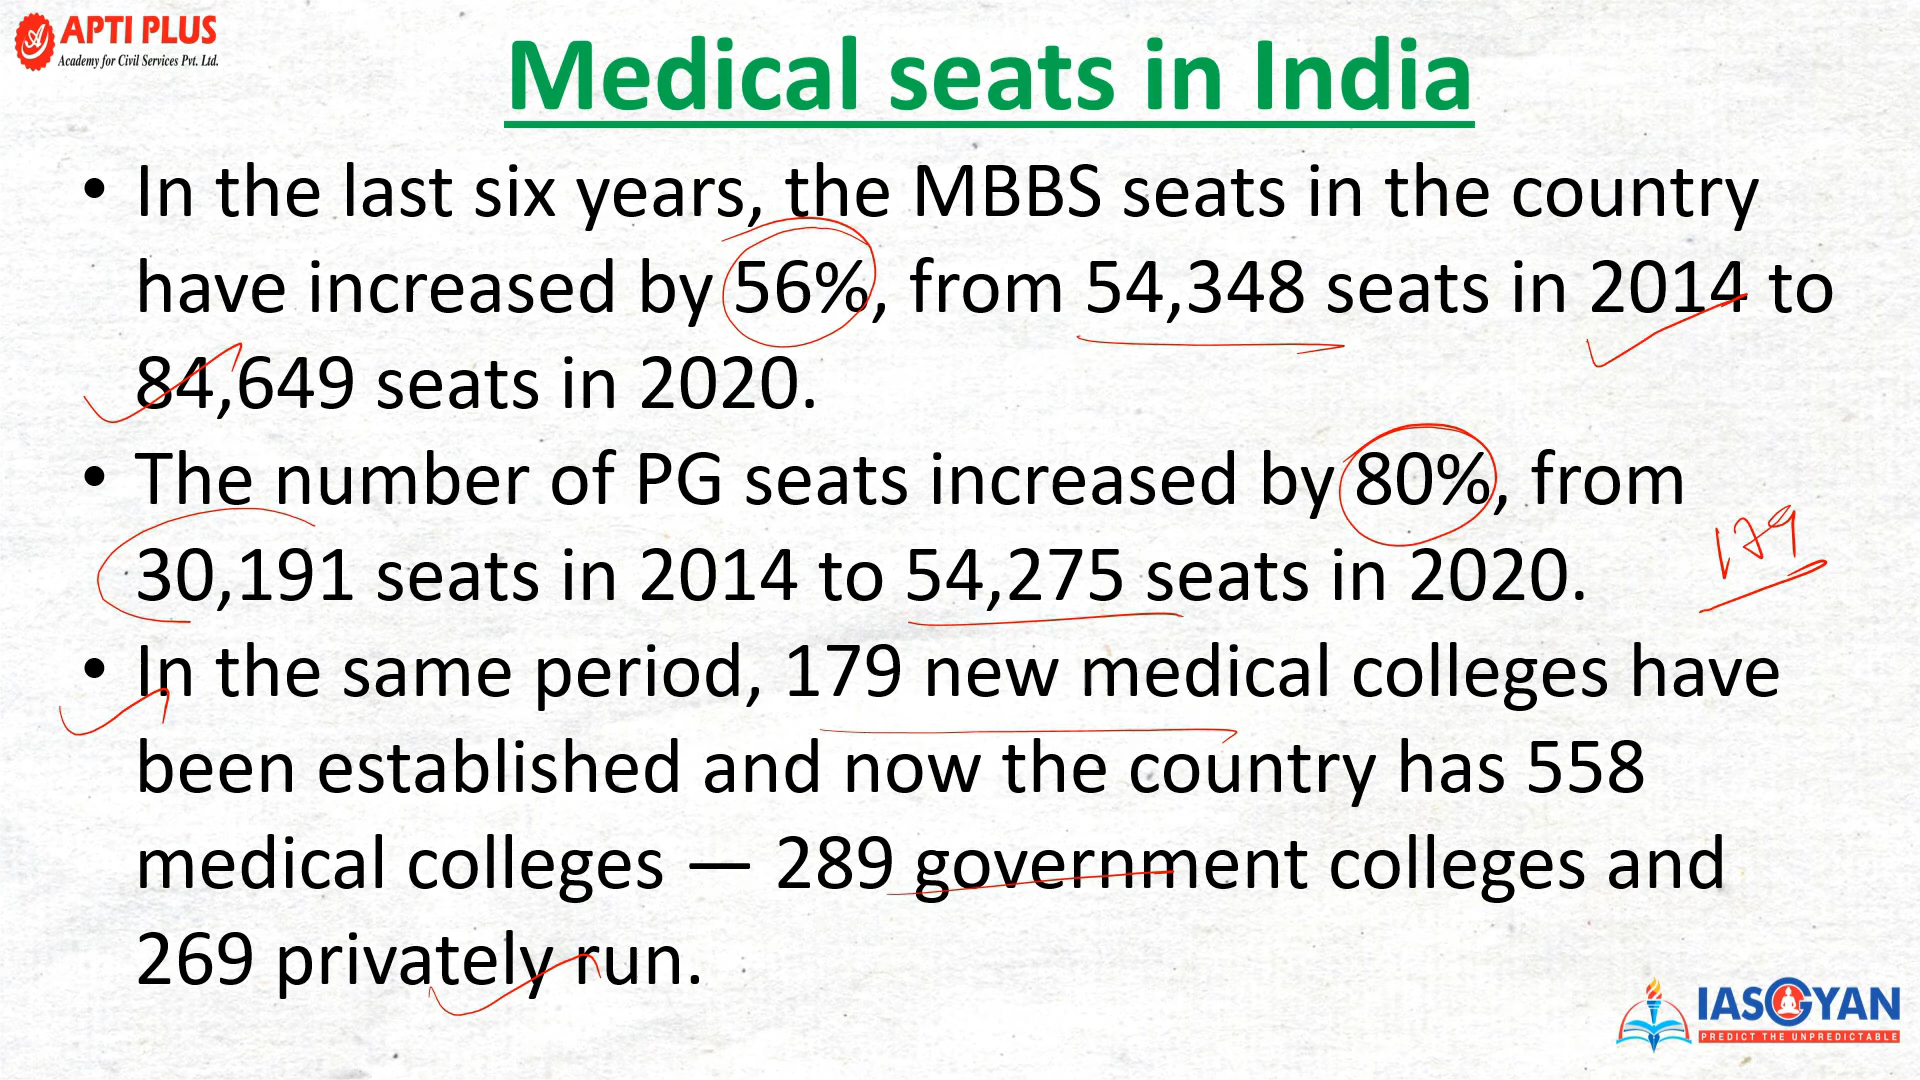 APTI PLUS
Academy for Civil Services Pvt. Ltd.
Medical seats in India
• In the last six years, the MBBS seats in the country
have increased by 56%, from 54,348 seats in 2014 to
84,649 seats in 2020.
• The number of PG seats increased by 80%, from
30,191 seats in 2014 to 54,275 seats in 2020.
179
• In the same period, 179 new medical colleges have
been established and now the country has 558
medical colleges — 289 government colleges and
269 privately run.
IASGYAN
PREDICT THE UNPREDICTABLE